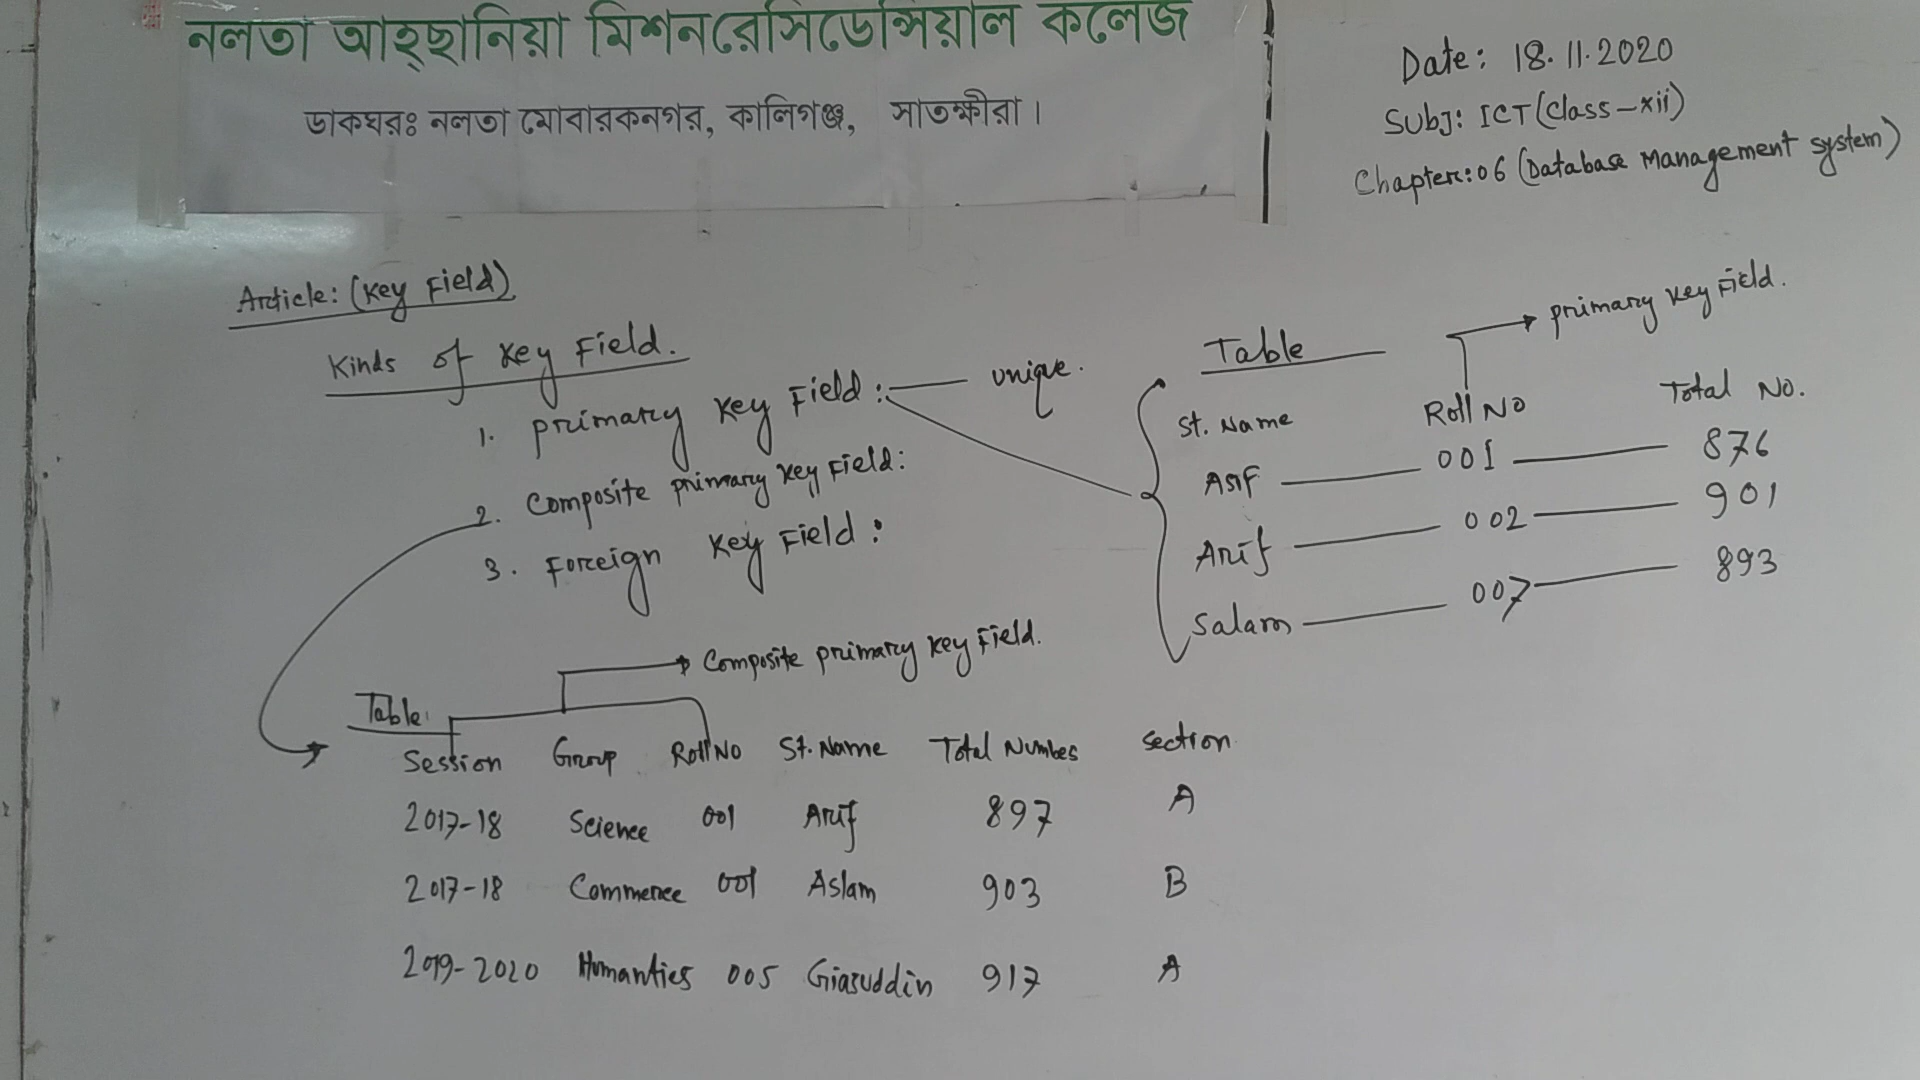 নলতা আহ্ছানিয়া মিশনরেসিডেন্সিয়াল কলেজ
ডাকঘরঃ নলতা মোবারকনগর, কালিগঞ্জ, সাতক্ষীরা।
Date: 18.11.2020
Subj: ICT (Class-xii)
Chapter: 06 (Database Management system)
Article: (Key Field)
Kinds of Key Field.
1. primary Key Field: unique.
2. Composite primary Key Field:
3. Foreign Key Field:
Table
primary Key Field.
St. Name Roll No Total No.
Asif 001 876
Arif 002 901
Salam 007 893
Composite primary Key Field.
Table:
Session Group Roll No St. Name Total Number Section
2017-18 Science 001 Arif 897 A
2017-18 Commerce 001 Aslam 903 B
2019-2020 Humanties 005 Giasuddin 917 A